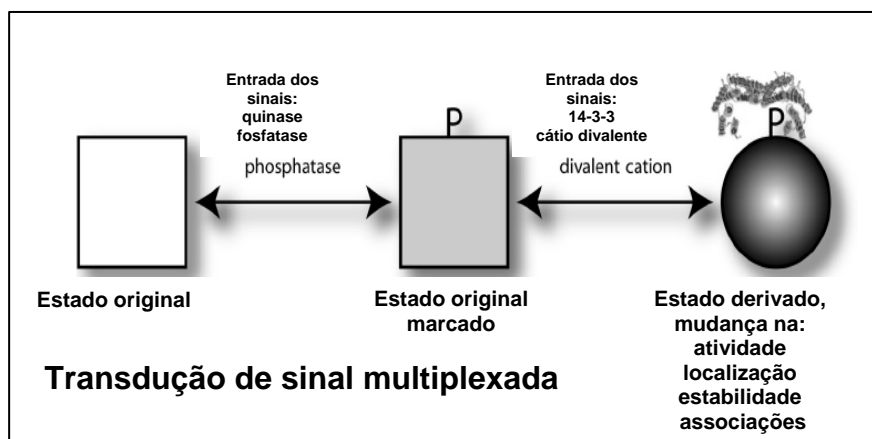 Entrada dos
sinais:
quinase
fosfatase
phosphatase
P
Entrada dos
sinais:
14-3-3
cátio divalente
divalent cation
P
Estado original
Estado original
marcado
Estado derivado,
mudança na:
atividade
localização
estabilidade
associações
Transdução de sinal multiplexada